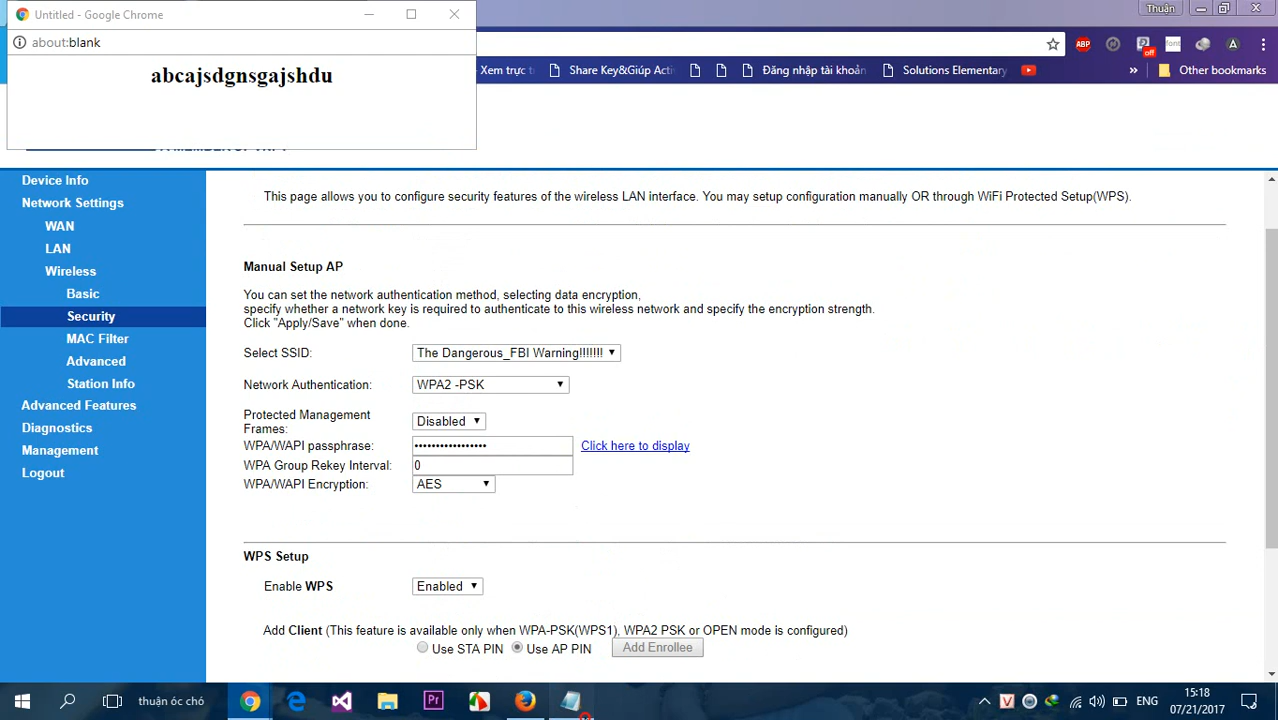 Untitled - Google Chrome
Thuận
about:blank
abcajsdgnsgajshdu
ABP
off
font
A
Xem trực tr
Share Key&Giúp Acti
Đăng nhập tài khoản
Solutions Elementary
»
Other bookmarks
Device Info
Network Settings
WAN
LAN
Wireless
Basic
Security
MAC Filter
Advanced
Station Info
Advanced Features
Diagnostics
Management
Logout
This page allows you to configure security features of the wireless LAN interface. You may setup configuration manually OR through WiFi Protected Setup(WPS).
Manual Setup AP
You can set the network authentication method, selecting data encryption,
specify whether a network key is required to authenticate to this wireless network and specify the encryption strength.
Click "Apply/Save" when done.
Select SSID: The Dangerous_FBI Warning!!!!!!!
Network Authentication: WPA2 -PSK
Protected Management
Frames: Disabled
WPA/WAPI passphrase: ••••••••••••••••• Click here to display
WPA Group Rekey Interval: 0
WPA/WAPI Encryption: AES
WPS Setup
Enable WPS Enabled
Add Client (This feature is available only when WPA-PSK(WPS1), WPA2 PSK or OPEN mode is configured)
Use STA PIN Use AP PIN Add Enrollee
thuận óc chó
Pr
V
ENG
15:18
07/21/2017